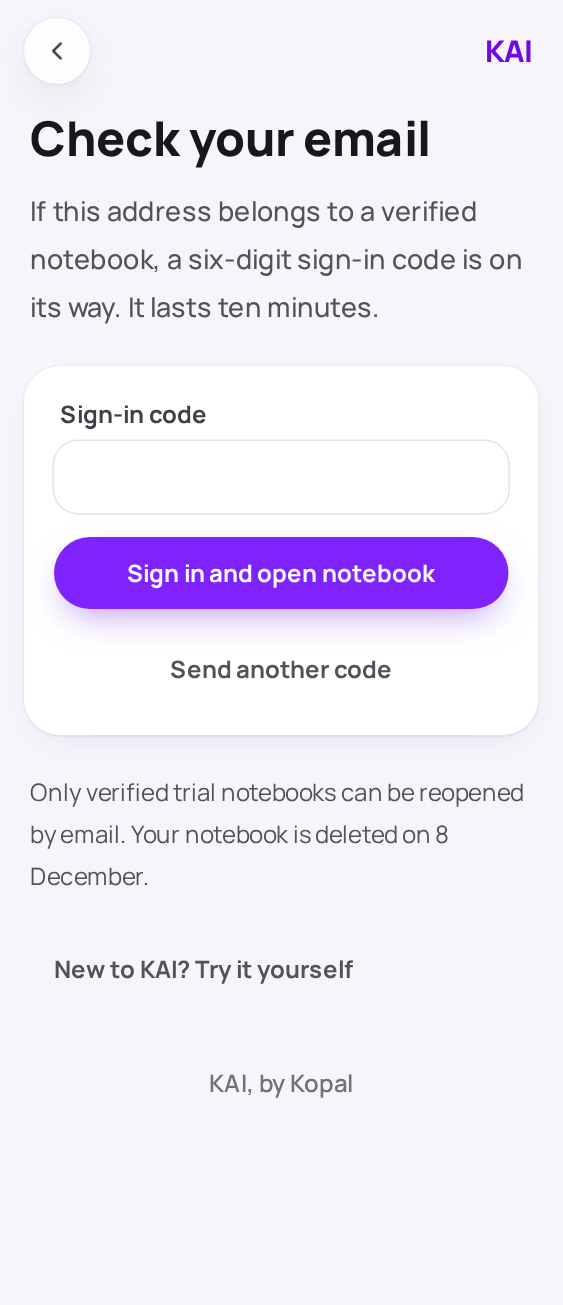 KAI
Check your email
If this address belongs to a verified
notebook, a six-digit sign-in code is on
its way. It lasts ten minutes.
Sign-in code
Sign in and open notebook
Send another code
Only verified trial notebooks can be reopened
by email. Your notebook is deleted on 8
December.
New to KAI? Try it yourself
KAI, by Kopal